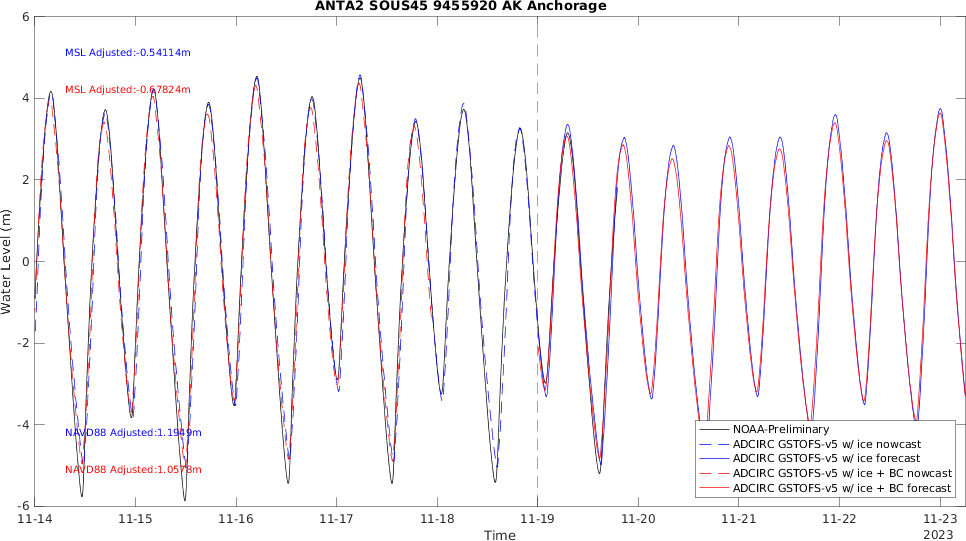 ANTA2 SOUS45 9455920 AK Anchorage
6
MSL Adjusted:-0.54114m
MSL Adjusted:-0.67824m
4
2
Water Level (m)
0
-2
-4
NAVD88 Adjusted:1.1949m
NAVD88 Adjusted:1.0578m
-6
NOAA-Preliminary
ADCIRC GSTOFS-v5 w/ ice nowcast
ADCIRC GSTOFS-v5 w/ ice forecast
ADCIRC GSTOFS-v5 w/ ice + BC nowcast
ADCIRC GSTOFS-v5 w/ ice + BC forecast
11-14 11-15 11-16 11-17 11-18 11-19 11-20 11-21 11-22 11-23
Time
2023